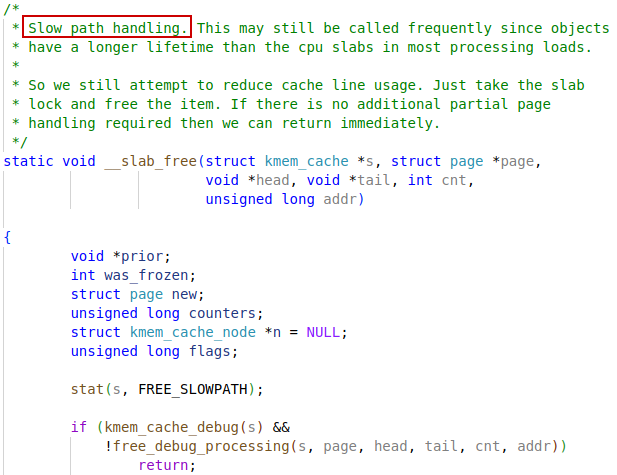 /*
 * Slow path handling. This may still be called frequently since objects
 * have a longer lifetime than the cpu slabs in most processing loads.
 *
 * So we still attempt to reduce cache line usage. Just take the slab
 * lock and free the item. If there is no additional partial page
 * handling required then we can return immediately.
 */
static void __slab_free(struct kmem_cache *s, struct page *page,
                        void *head, void *tail, int cnt,
                        unsigned long addr)

{
        void *prior;
        int was_frozen;
        struct page new;
        unsigned long counters;
        struct kmem_cache_node *n = NULL;
        unsigned long flags;

        stat(s, FREE_SLOWPATH);

        if (kmem_cache_debug(s) &&
            !free_debug_processing(s, page, head, tail, cnt, addr))
                return;